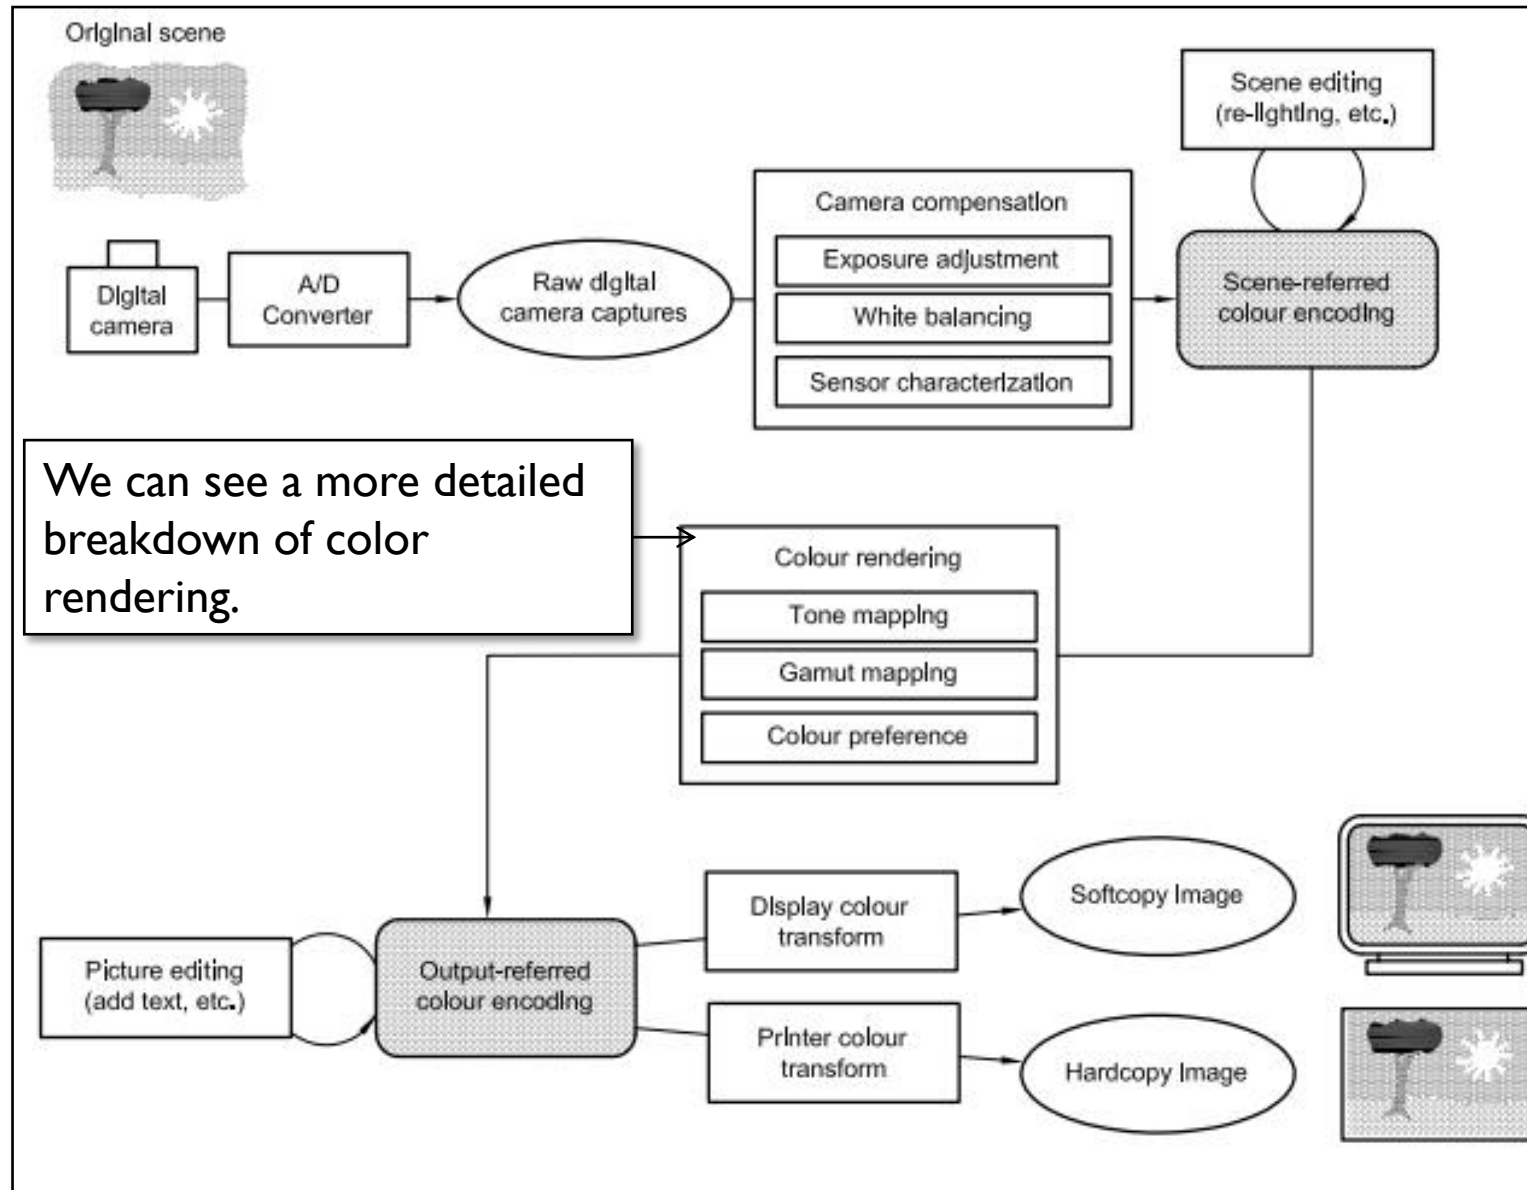 Original scene
Digital
camera
A/D
Converter
Raw digital
camera captures
Camera compensation
Exposure adjustment
White balancing
Sensor characterization
Scene editing
(re-lighting, etc.)
Scene-referred
colour encoding
We can see a more detailed
breakdown of color
rendering.
Colour rendering
Tone mapping
Gamut mapping
Colour preference
Picture editing
(add text, etc.)
Output-referred
colour encoding
Display colour
transform
Softcopy Image
Printer colour
transform
Hardcopy Image